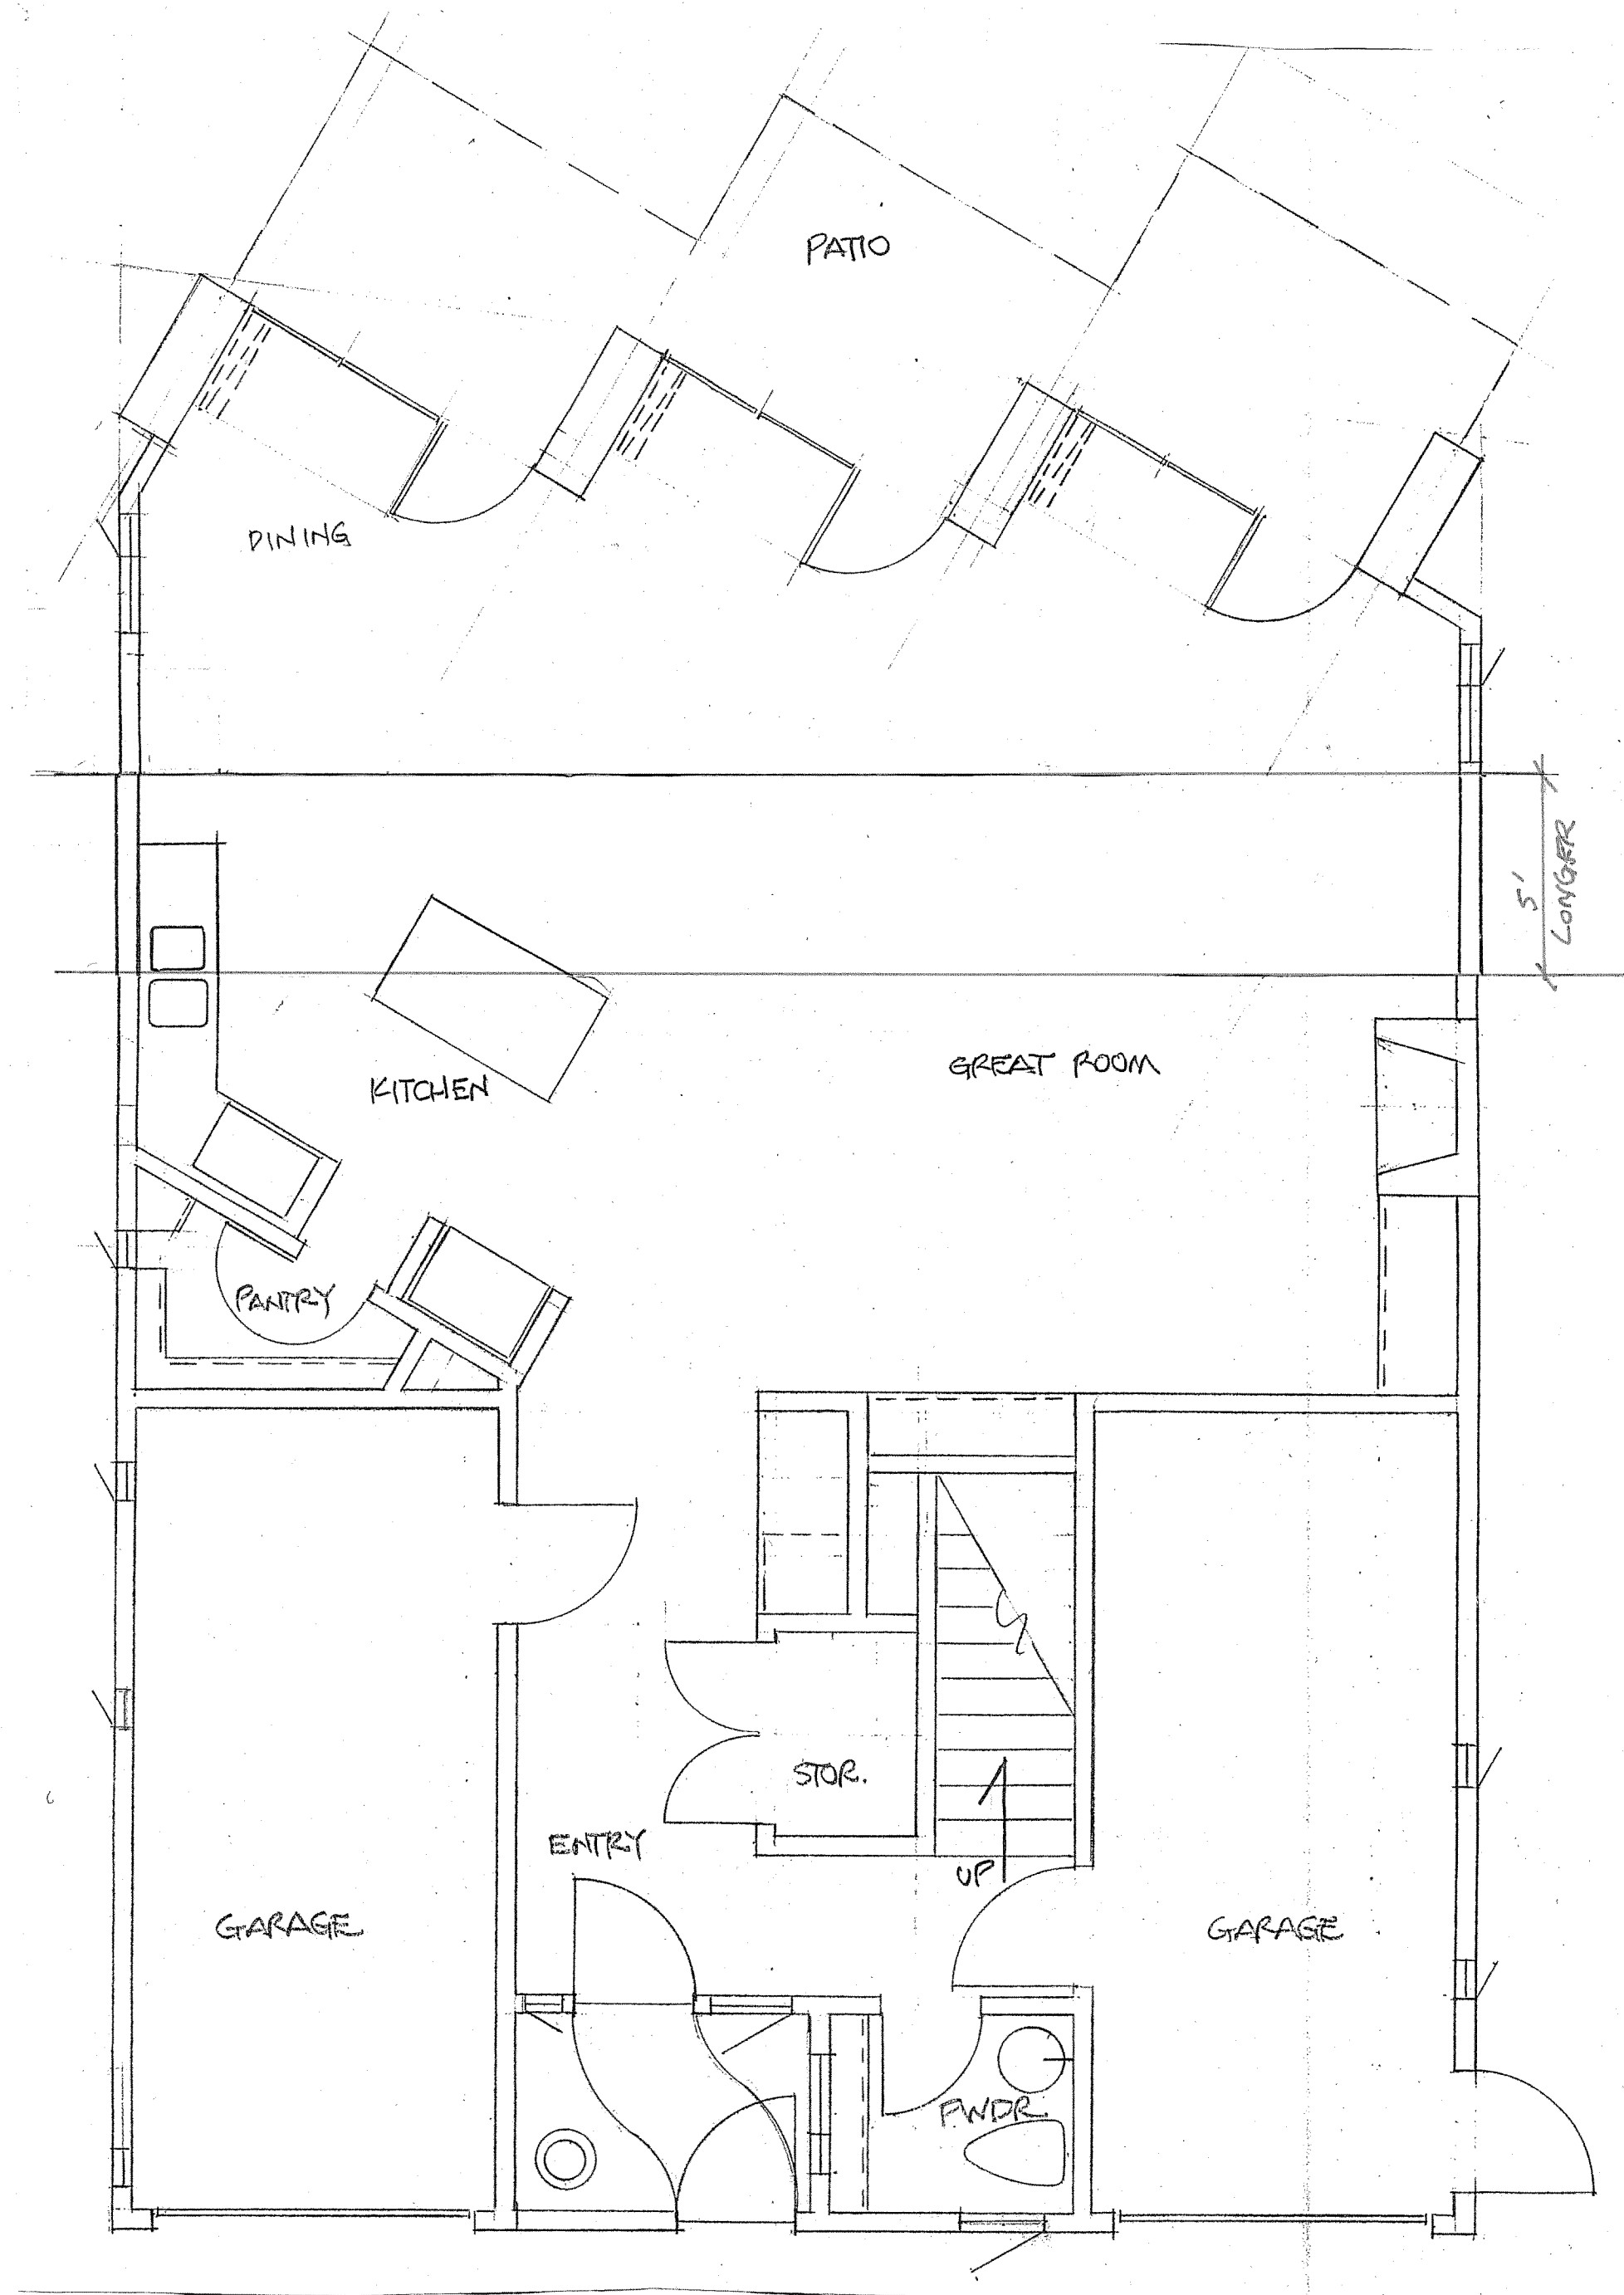 PATIO
DINING
5'
LONGER
GREAT ROOM
KITCHEN
PANTRY
STOR.
ENTRY
UP
GARAGE
GARAGE
PWDR.